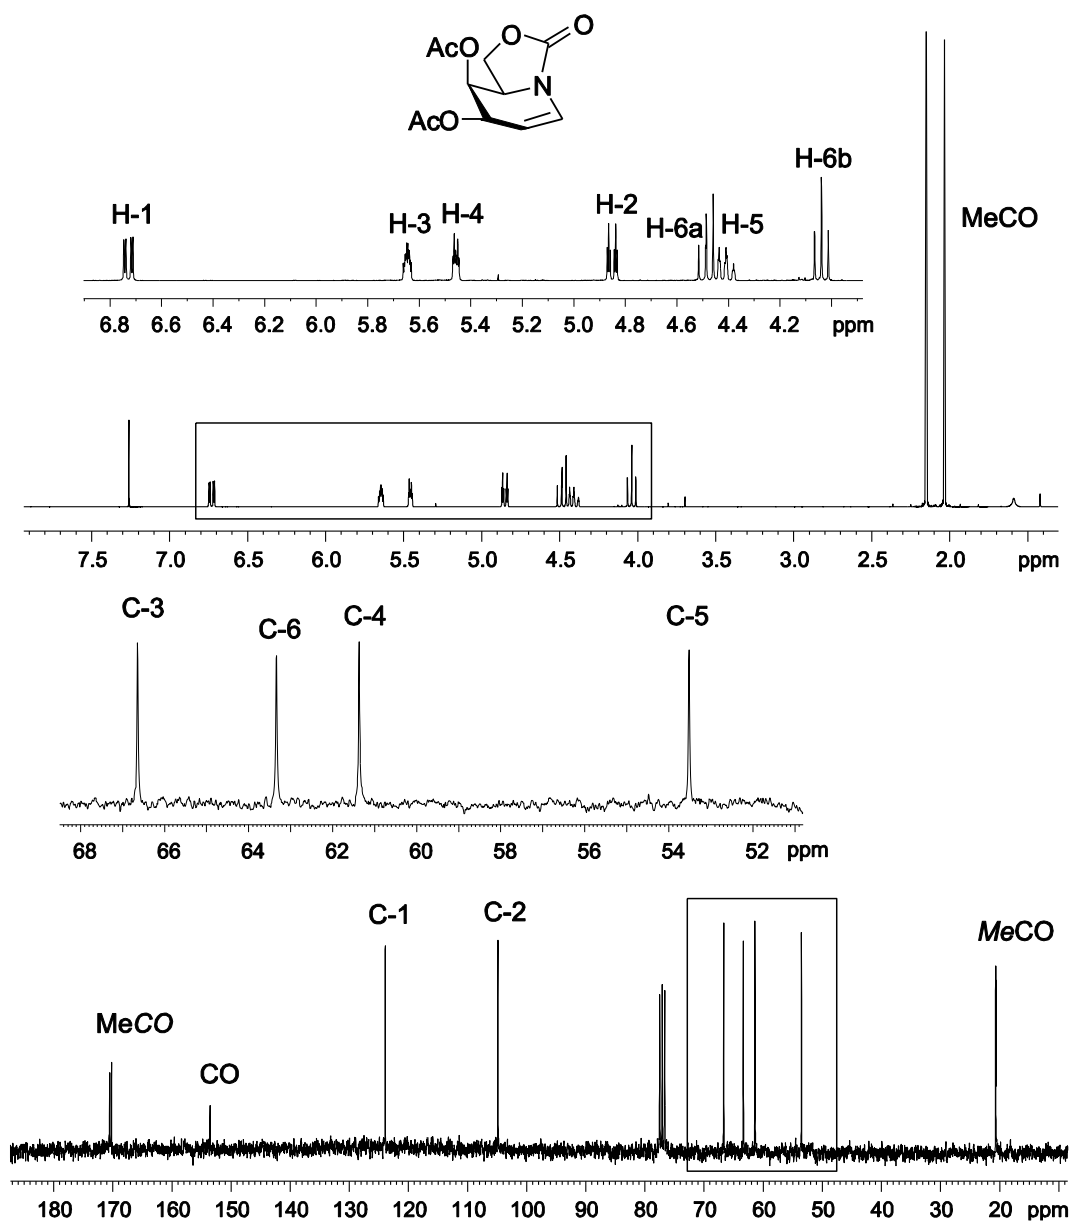 O
O
AcO
N
AcO
H-6b
H-1
H-3
H-4
H-2
H-6a
H-5
MeCO
6.8 6.6 6.4 6.2 6.0 5.8 5.6 5.4 5.2 5.0 4.8 4.6 4.4 4.2 ppm
7.5 7.0 6.5 6.0 5.5 5.0 4.5 4.0 3.5 3.0 2.5 2.0 ppm
C-3
C-6
C-4
C-5
68 66 64 62 60 58 56 54 52 ppm
C-1
C-2
MeCO
MeCO
CO
180 170 160 150 140 130 120 110 100 90 80 70 60 50 40 30 20 ppm